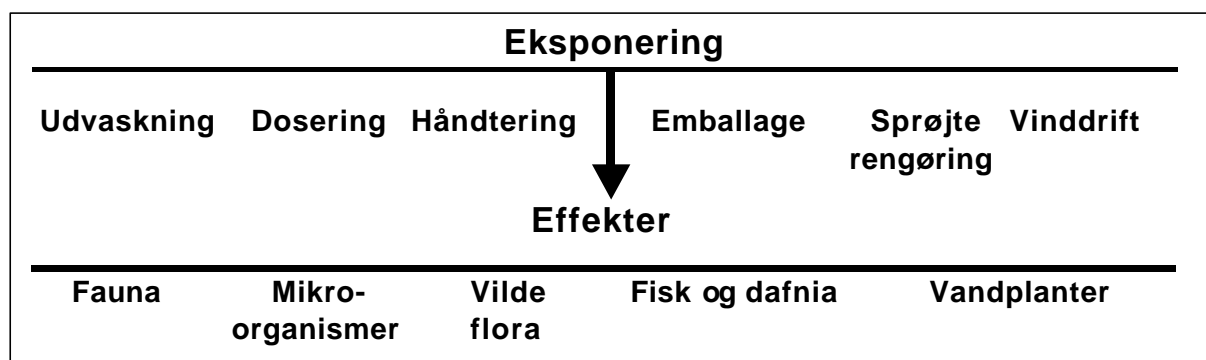 Eksponering
Udvaskning Dosering Håndtering Emballage Sprøjte Vinddrift
rengøring
Effekter
Fauna Mikro- Vilde Fisk og dafnia Vandplanter
organismer flora